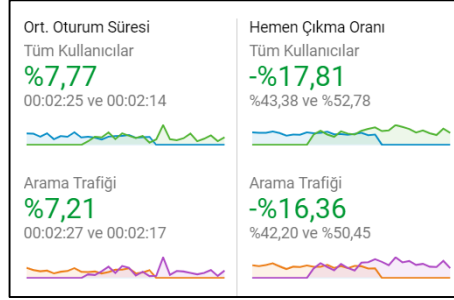 Ort. Oturum Süresi
Tüm Kullanıcılar
%7,77
00:02:25 ve 00:02:14
Arama Trafiği
%7,21
00:02:27 ve 00:02:17
Hemen Çıkma Oranı
Tüm Kullanıcılar
-%17,81
%43,38 ve %52,78
Arama Trafiği
-%16,36
%42,20 ve %50,45